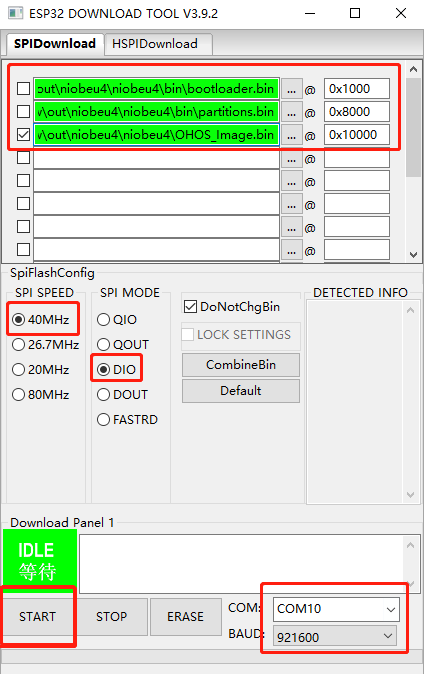 ESP32 DOWNLOAD TOOL V3.9.2
SPIDownload HSPIDownload
out\niobeu4\niobeu4\bin\bootloader.bin ... @ 0x1000
\out\niobeu4\niobeu4\bin\partitions.bin ... @ 0x8000
\out\niobeu4\niobeu4\OHOS_Image.bin ... @ 0x10000
... @
... @
... @
... @
... @
SpiFlashConfig
SPI SPEED
40MHz
26.7MHz
20MHz
80MHz
SPI MODE
QIO
QOUT
DIO
DOUT
FASTRD
DoNotChgBin
LOCK SETTINGS
CombineBin
Default
DETECTED INFO
Download Panel 1
IDLE
等待
START STOP ERASE
COM: COM10
BAUD: 921600